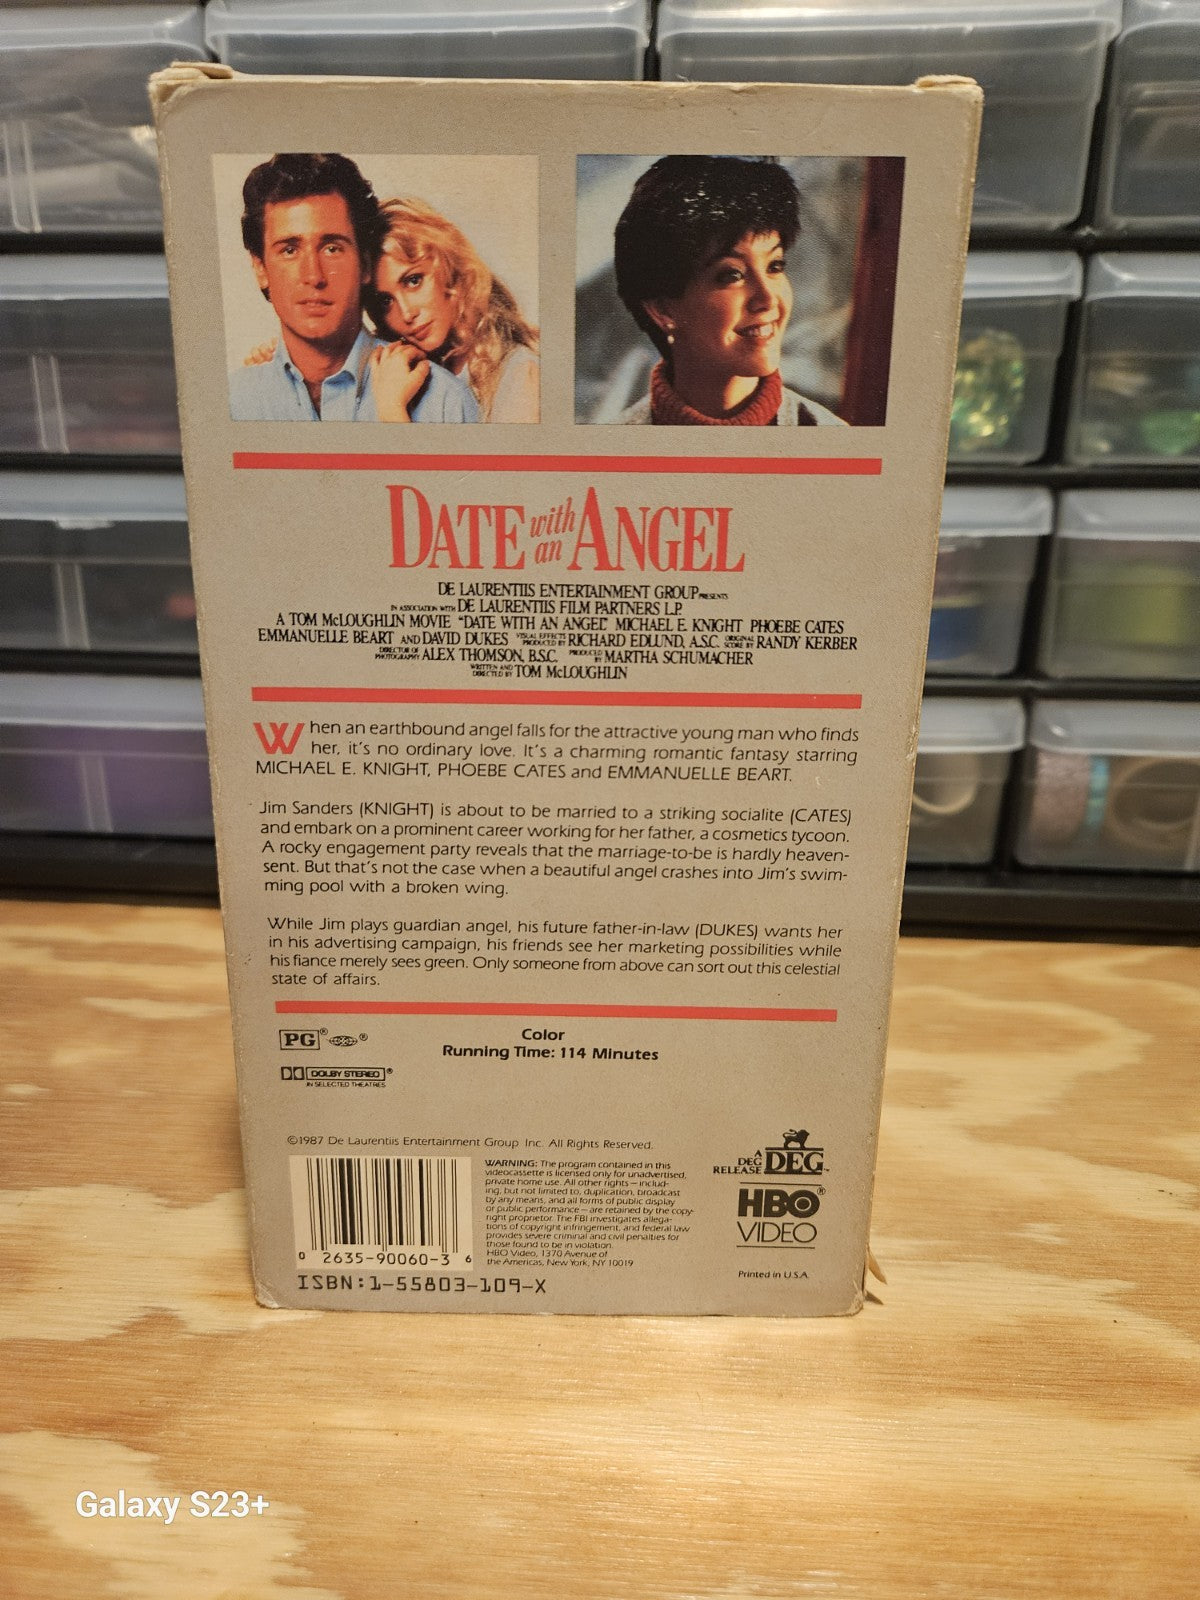 DATE with an ANGEL
DE LAURENTIIS ENTERTAINMENT GROUP PRESENTS
IN ASSOCIATION WITH DE LAURENTIIS FILM PARTNERS L.P.
A TOM McLOUGHLIN MOVIE "DATE WITH AN ANGEL" MICHAEL E. KNIGHT PHOEBE CATES
EMMANUELLE BEART AND DAVID DUKES VISUAL EFFECTS PRODUCED BY RICHARD EDLUND, A.S.C. ORIGINAL SCORE BY RANDY KERBER
DIRECTOR OF PHOTOGRAPHY ALEX THOMSON, B.S.C. PRODUCED BY MARTHA SCHUMACHER
WRITTEN AND DIRECTED BY TOM McLOUGHLIN
When an earthbound angel falls for the attractive young man who finds
her, it's no ordinary love. It's a charming romantic fantasy starring
MICHAEL E. KNIGHT, PHOEBE CATES and EMMANUELLE BEART.
Jim Sanders (KNIGHT) is about to be married to a striking socialite (CATES)
and embark on a prominent career working for her father, a cosmetics tycoon.
A rocky engagement party reveals that the marriage-to-be is hardly heaven-
sent. But that's not the case when a beautiful angel crashes into Jim's swim-
ming pool with a broken wing.
While Jim plays guardian angel, his future father-in-law (DUKES) wants her
in his advertising campaign, his friends see her marketing possibilities while
his fiance merely sees green. Only someone from above can sort out this celestial
state of affairs.
PG®  ®
Color
Running Time: 114 Minutes
DOLBY STEREO®
IN SELECTED THEATRES
©1987 De Laurentiis Entertainment Group Inc. All Rights Reserved.
WARNING: The program contained in this
videocassette is licensed only for unadvertised,
private home use. All other rights – includ-
ing, but not limited to, duplication, broadcast
by any means, and all forms of public display
or public performance – are retained by the copy-
right proprietor. The FBI investigates allega-
tions of copyright infringement, and federal law
provides severe criminal and civil penalties for
those found to be in violation.
HBO Video, 1370 Avenue of
the Americas, New York, NY 10019
A DEG RELEASE DEG™
HBO®
VIDEO
Printed in U.S.A.
0 2635-90060-3 6
ISBN:1-55803-109-X
Galaxy S23+